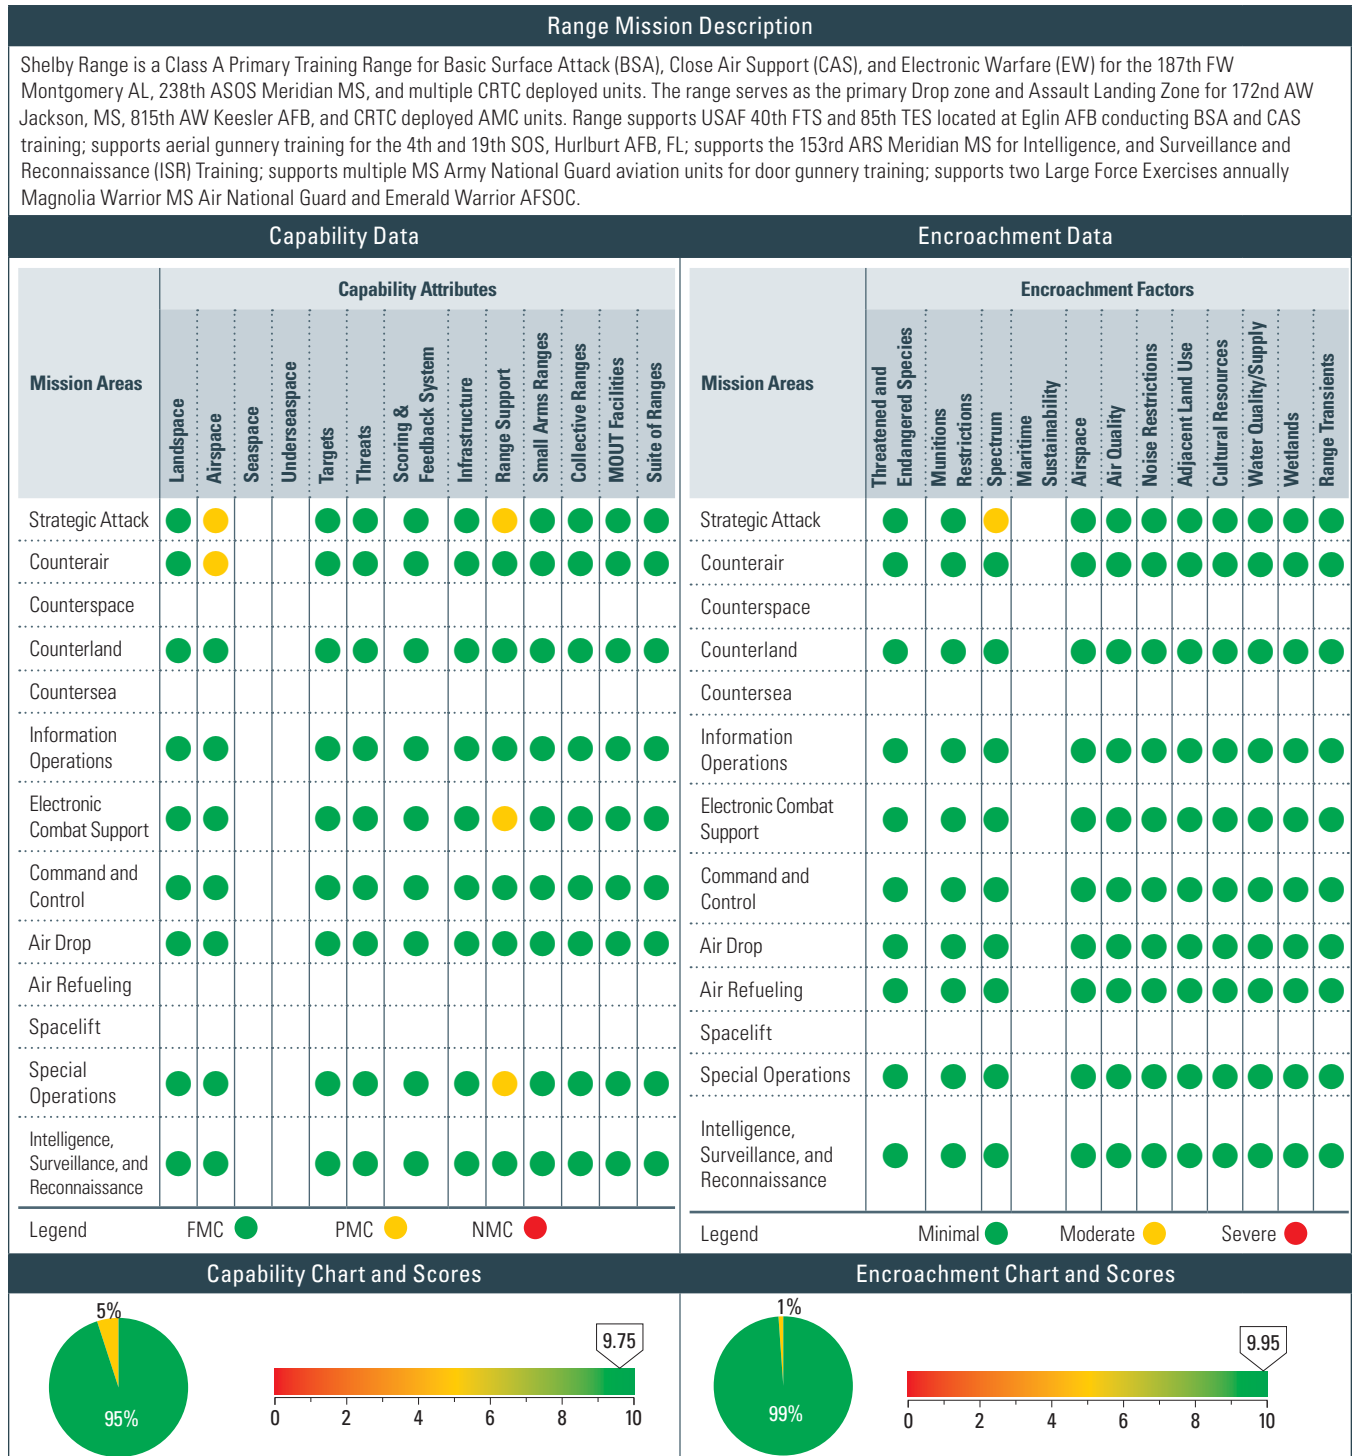 Range Mission Description
Shelby Range is a Class A Primary Training Range for Basic Surface Attack (BSA), Close Air Support (CAS), and Electronic Warfare (EW) for the 187th FW
Montgomery AL, 238th ASOS Meridian MS, and multiple CRTC deployed units. The range serves as the primary Drop zone and Assault Landing Zone for 172nd AW
Jackson, MS, 815th AW Keesler AFB, and CRTC deployed AMC units. Range supports USAF 40th FTS and 85th TES located at Eglin AFB conducting BSA and CAS
training; supports aerial gunnery training for the 4th and 19th SOS, Hurlburt AFB, FL; supports the 153rd ARS Meridian MS for Intelligence, and Surveillance and
Reconnaissance (ISR) Training; supports multiple MS Army National Guard aviation units for door gunnery training; supports two Large Force Exercises annually
Magnolia Warrior MS Air National Guard and Emerald Warrior AFSOC.
Capability Data
Mission Areas
Capability Attributes
Landspace
Airspace
Seaspace
Underseaspace
Targets
Threats
Scoring &
Feedback System
Infrastructure
Range Support
Small Arms Ranges
Collective Ranges
MOUT Facilities
Suite of Ranges
Strategic Attack
Counterair
Counterspace
Counterland
Countersea
Information
Operations
Electronic
Combat Support
Command and
Control
Air Drop
Air Refueling
Spacelift
Special
Operations
Intelligence,
Surveillance, and
Reconnaissance
Legend FMC PMC NMC
Encroachment Data
Mission Areas
Encroachment Factors
Threatened and
Endangered Species
Munitions
Restrictions
Spectrum
Maritime
Sustainability
Airspace
Air Quality
Noise Restrictions
Adjacent Land Use
Cultural Resources
Water Quality/Supply
Wetlands
Range Transients
Strategic Attack
Counterair
Counterspace
Counterland
Countersea
Information
Operations
Electronic Combat
Support
Command and
Control
Air Drop
Air Refueling
Spacelift
Special Operations
Intelligence,
Surveillance, and
Reconnaissance
Legend Minimal Moderate Severe
Capability Chart and Scores
5%
95%
9.75
0 2 4 6 8 10
Encroachment Chart and Scores
1%
99%
9.95
0 2 4 6 8 10